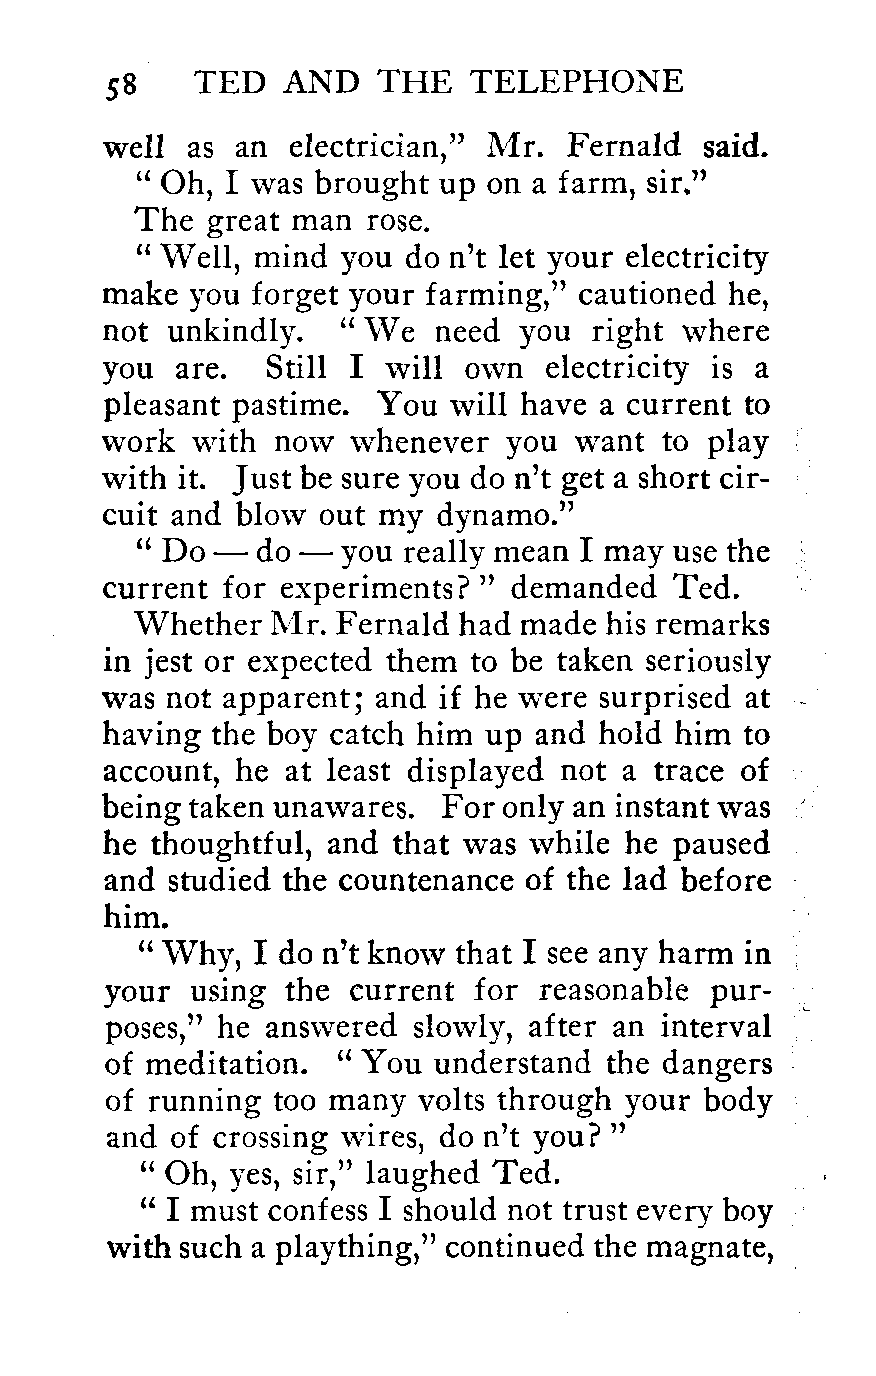 58 TED AND THE TELEPHONE
well as an electrician,” Mr. Fernald said.
“ Oh, I was brought up on a farm, sir.”
The great man rose.
“ Well, mind you do n’t let your electricity
make you forget your farming,” cautioned he,
not unkindly. “ We need you right where
you are. Still I will own electricity is a
pleasant pastime. You will have a current to
work with now whenever you want to play
with it. Just be sure you do n’t get a short cir-
cuit and blow out my dynamo.”
“ Do — do — you really mean I may use the
current for experiments? ” demanded Ted.
Whether Mr. Fernald had made his remarks
in jest or expected them to be taken seriously
was not apparent; and if he were surprised at
having the boy catch him up and hold him to
account, he at least displayed not a trace of
being taken unawares. For only an instant was
he thoughtful, and that was while he paused
and studied the countenance of the lad before
him.
“ Why, I do n’t know that I see any harm in
your using the current for reasonable pur-
poses,” he answered slowly, after an interval
of meditation. “ You understand the dangers
of running too many volts through your body
and of crossing wires, do n’t you? ”
“ Oh, yes, sir,” laughed Ted.
“ I must confess I should not trust every boy
with such a plaything,” continued the magnate,